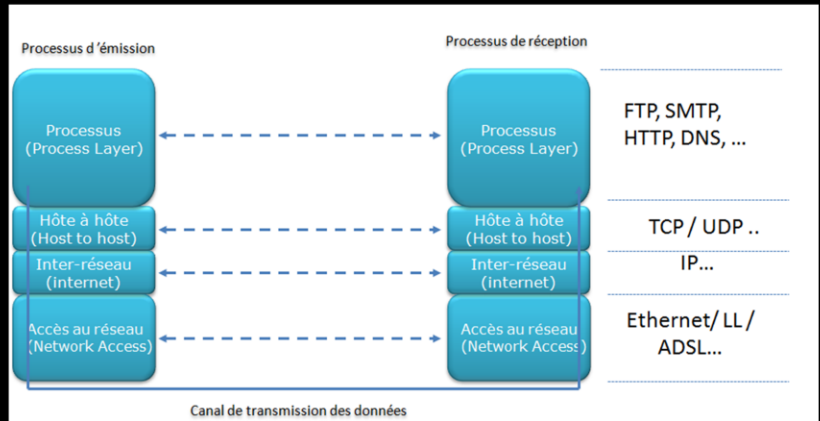 Processus d 'émission
Processus de réception
Processus
(Process Layer)
Processus
(Process Layer)
FTP, SMTP,
HTTP, DNS, ...
Hôte à hôte
(Host to host)
Hôte à hôte
(Host to host)
TCP / UDP ..
Inter-réseau
(internet)
Inter-réseau
(internet)
IP...
Accès au réseau
(Network Access)
Accès au réseau
(Network Access)
Ethernet/ LL /
ADSL...
Canal de transmission des données